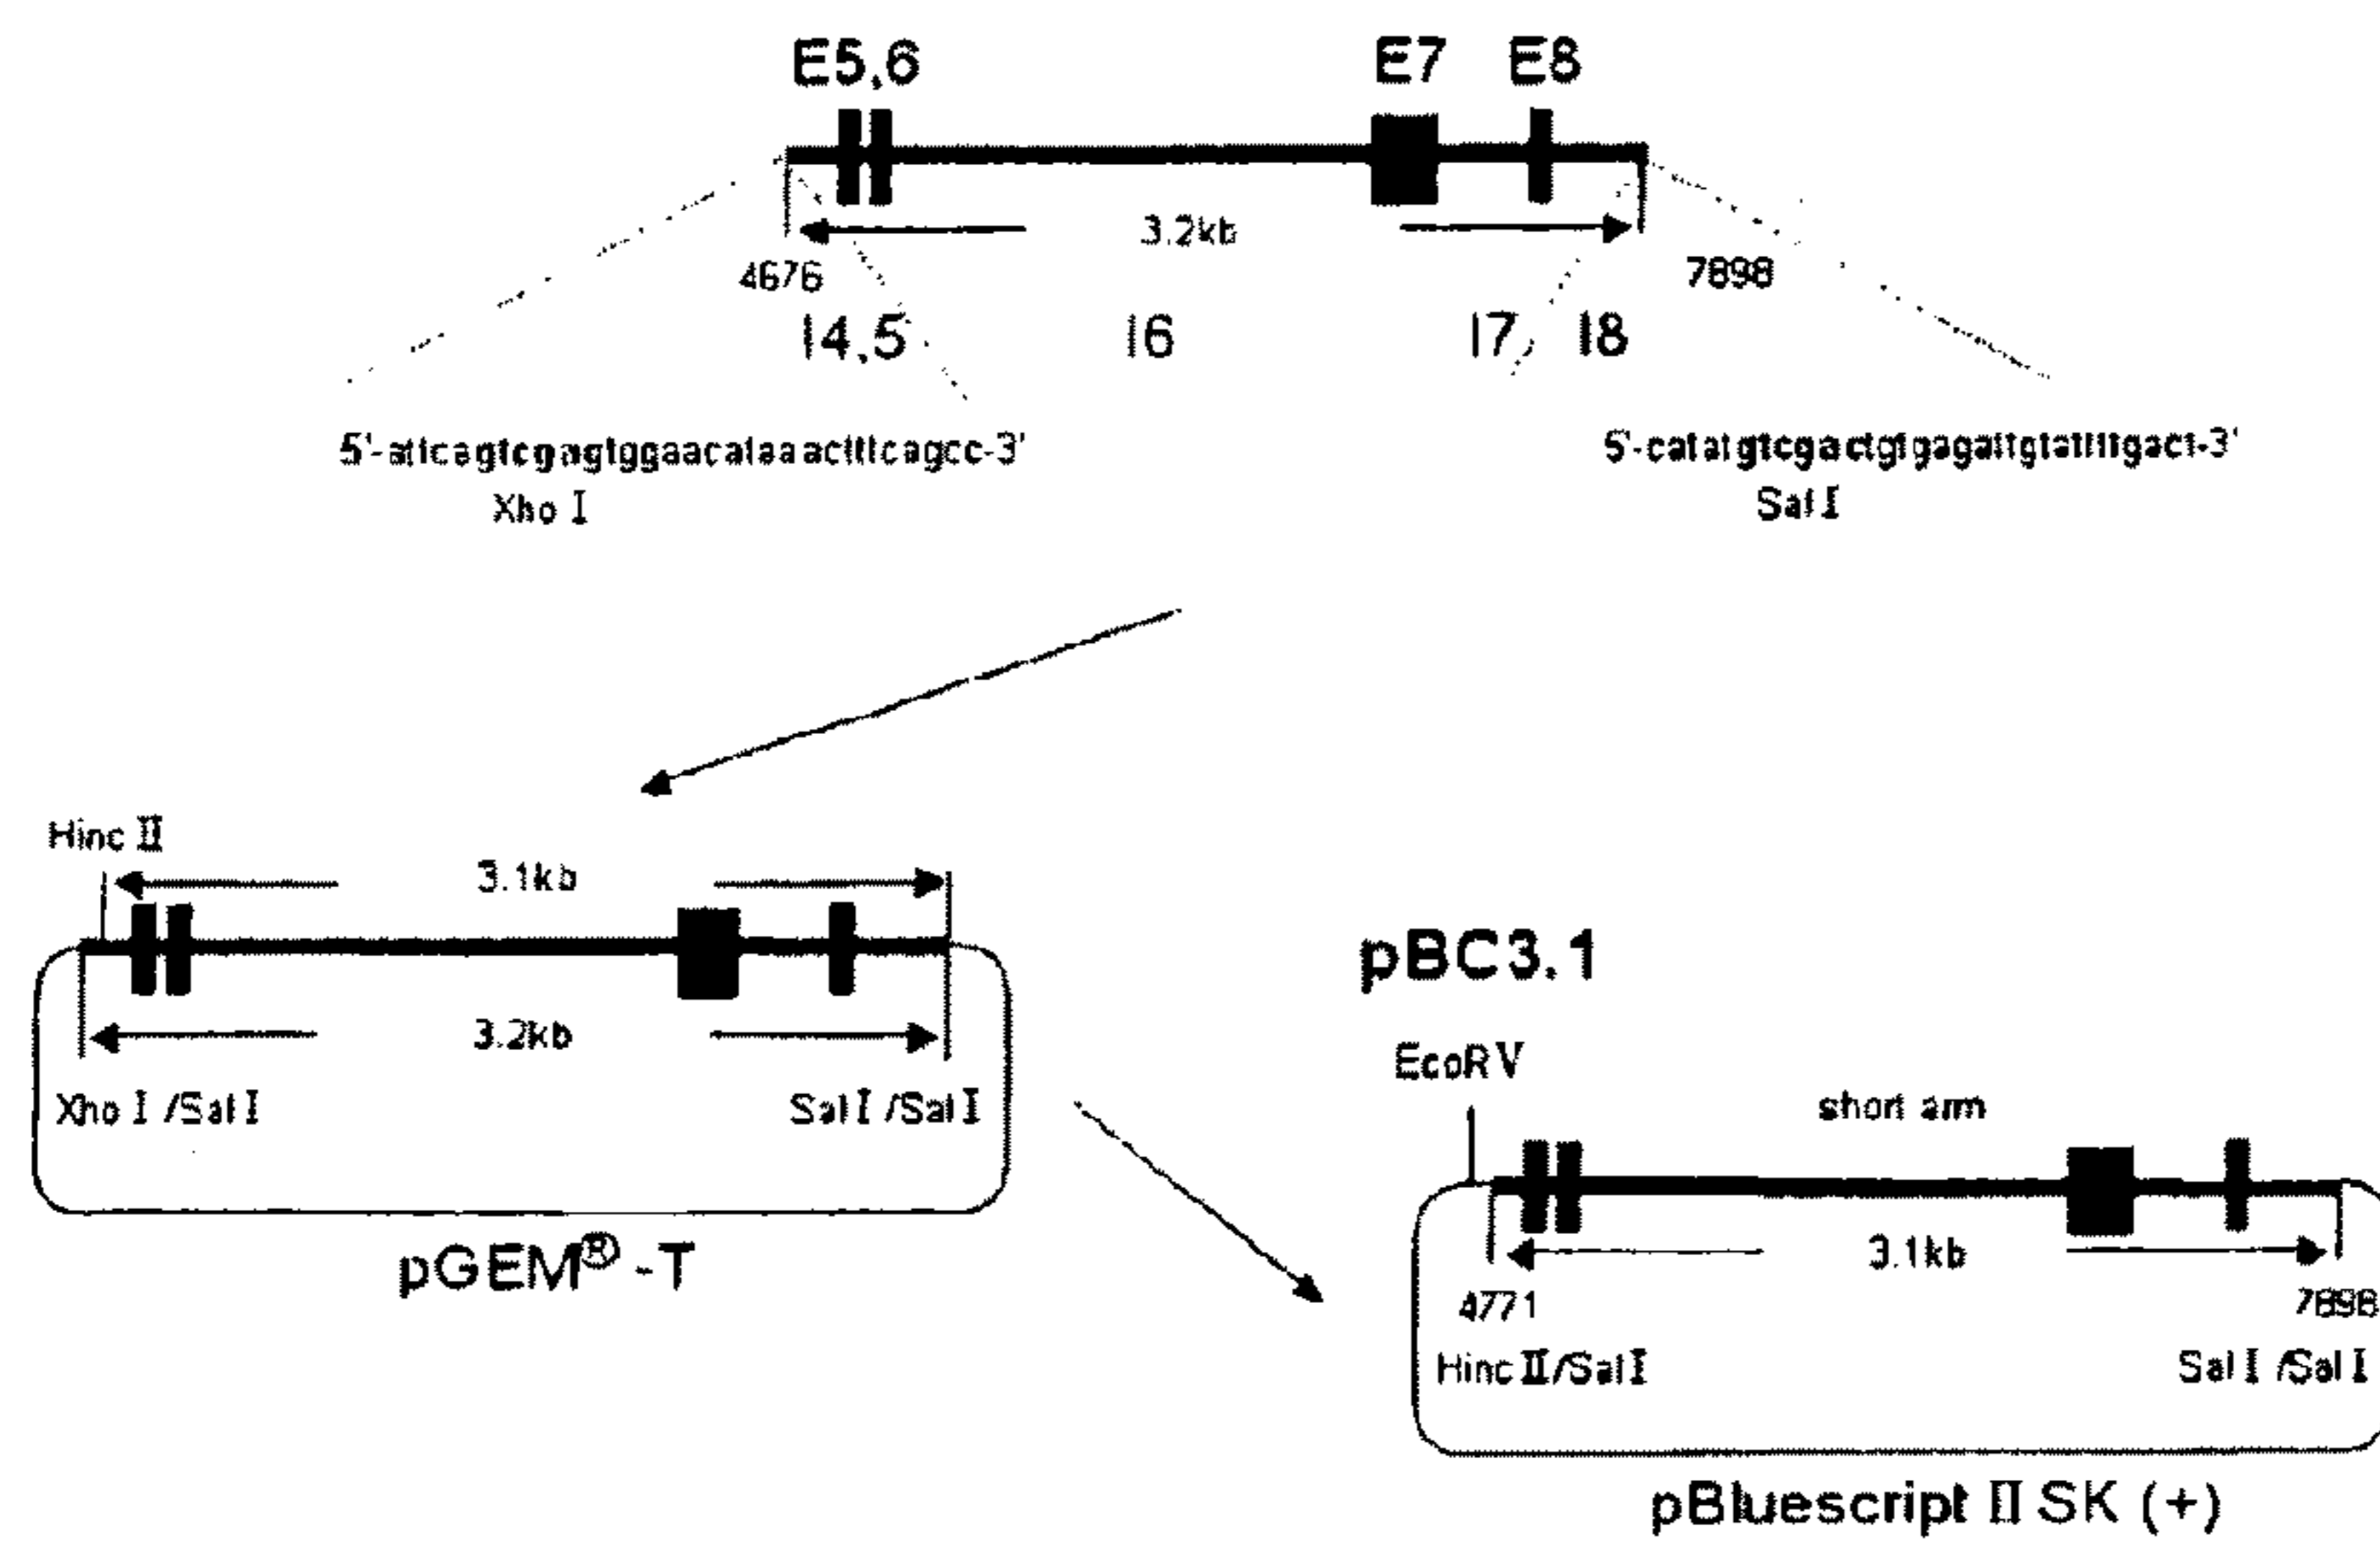 E5,6 E7 E8
3.2kb
4676 7898
I4,5 I6 I7, I8
5'-attcagtcgagtggaacataaactttcagcc-3' 5'-catatgtcgactgtgagattgtattttgact-3'
Xho I Sal I
Hinc II
3.1kb
3.2kb
Xho I /Sal I Sal I /Sal I
pGEM®-T
pBC3.1
EcoRV
short arm
3.1kb
4771 7898
Hinc II/Sal I Sal I /Sal I
pBluescript II SK (+)